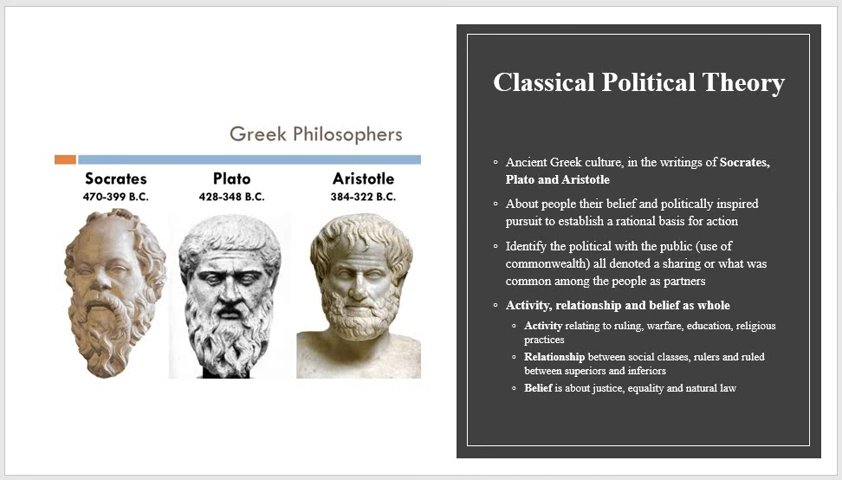 Greek Philosophers
Socrates
470-399 B.C.
Plato
428-348 B.C.
Aristotle
384-322 B.C.
Classical Political Theory
Ancient Greek culture, in the writings of Socrates,
Plato and Aristotle
About people their belief and politically inspired
pursuit to establish a rational basis for action
Identify the political with the public (use of
commonwealth) all denoted a sharing or what was
common among the people as partners
Activity, relationship and belief as whole
Activity relating to ruling, warfare, education, religious
practices
Relationship between social classes, rulers and ruled
between superiors and inferiors
Belief is about justice, equality and natural law